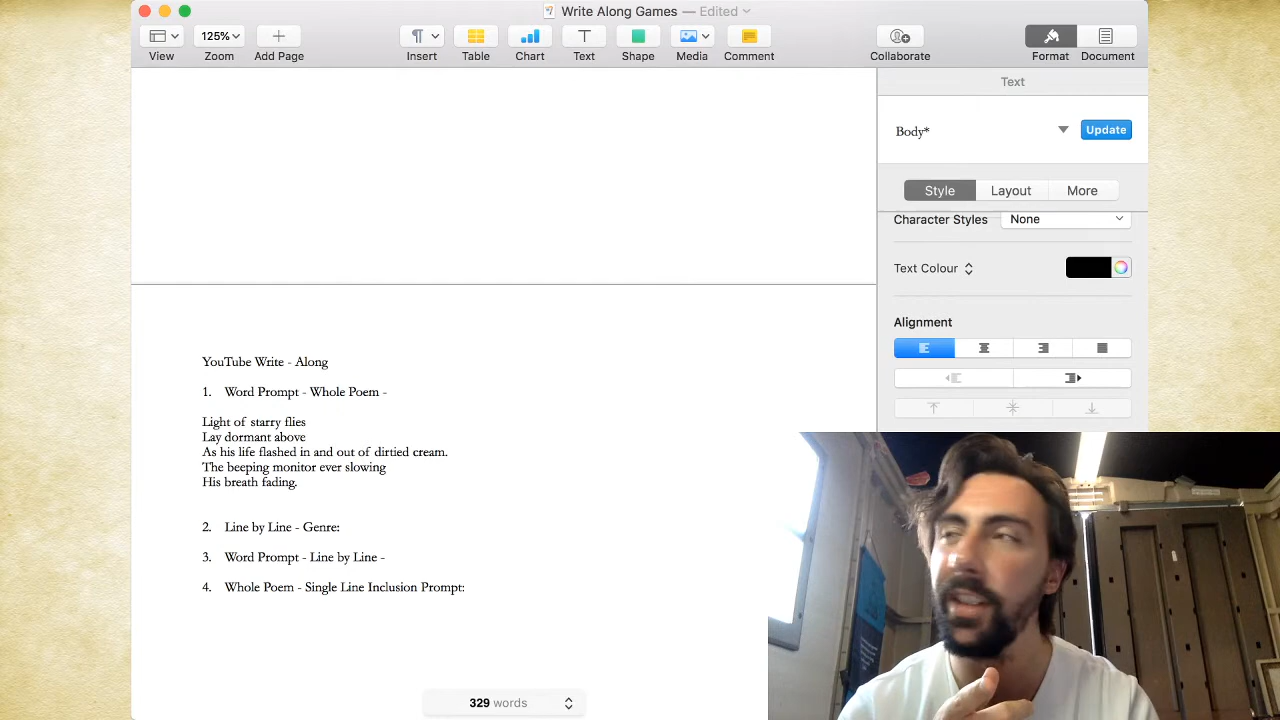 Write Along Games — Edited
125%
View
Zoom
Add Page
Insert
Table
Chart
Text
Shape
Media
Comment
Collaborate
Format
Document
Text
Body*
Update
Style
Layout
More
Character Styles
None
Text Colour
Alignment
YouTube Write - Along
1. Word Prompt - Whole Poem -
Light of starry flies
Lay dormant above
As his life flashed in and out of dirtied cream.
The beeping monitor ever slowing
His breath fading.
2. Line by Line - Genre:
3. Word Prompt - Line by Line -
4. Whole Poem - Single Line Inclusion Prompt:
329 words